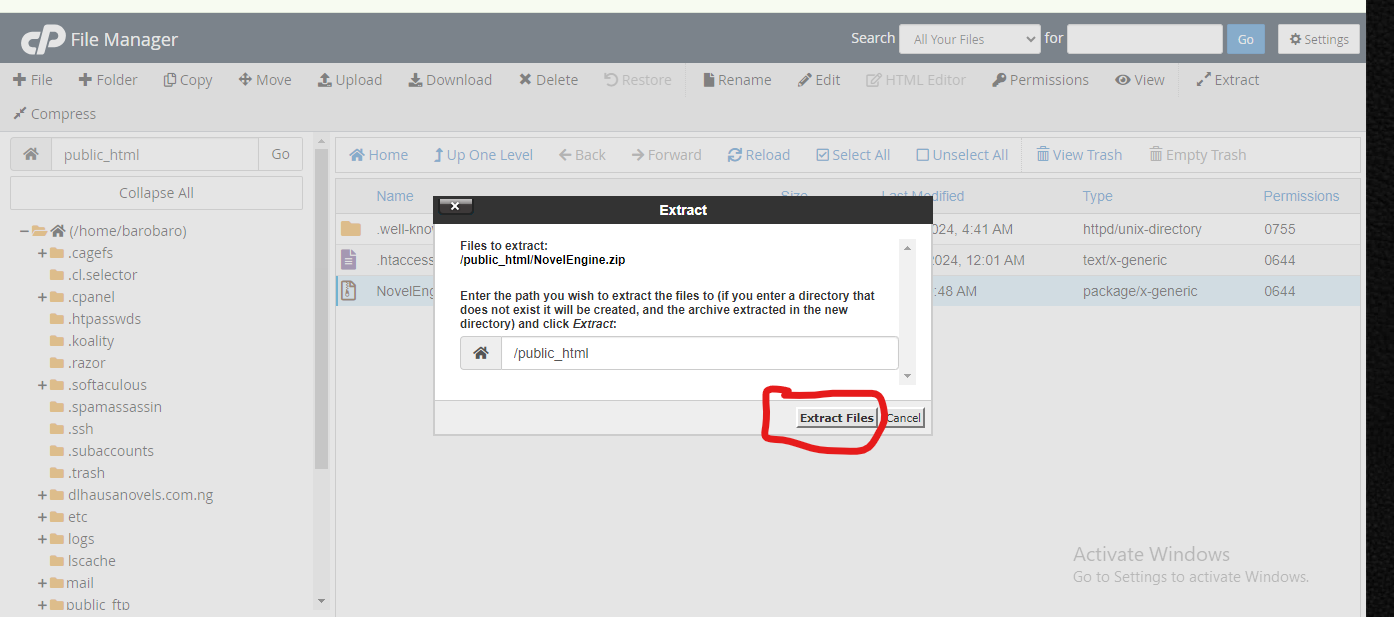 cP File Manager
Search All Your Files for Go Settings
File Folder Copy Move Upload Download Delete Restore Rename Edit HTML Editor Permissions View Extract
Compress
public_html Go
Home Up One Level Back Forward Reload Select All Unselect All View Trash Empty Trash
Collapse All
Name Size Last Modified Type Permissions
Extract
Files to extract:
/public_html/NovelEngine.zip
Enter the path you wish to extract the files to (if you enter a directory that
does not exist it will be created, and the archive extracted in the new
directory) and click Extract:
/public_html
Extract Files Cancel
.well-kno 024, 4:41 AM httpd/unix-directory 0755
.htaccess 2024, 12:01 AM text/x-generic 0644
NovelEng :48 AM package/x-generic 0644
(/home/barobaro)
.cagefs
.cl.selector
.cpanel
.htpasswds
.koality
.razor
.softaculous
.spamassassin
.ssh
.subaccounts
.trash
dlhausanovels.com.ng
etc
logs
lscache
mail
public_ftp
Activate Windows
Go to Settings to activate Windows.